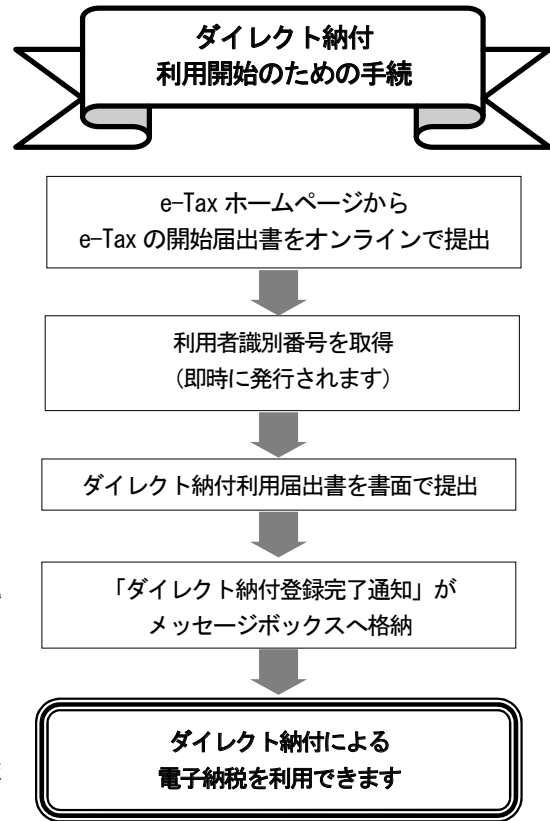 ダイレクト納付
利用開始のための手続
e-Tax ホームページから
e-Tax の開始届出書をオンラインで提出
利用者識別番号を取得
(即時に発行されます)
ダイレクト納付利用届出書を書面で提出
「ダイレクト納付登録完了通知」が
メッセージボックスへ格納
ダイレクト納付による
電子納税を利用できます